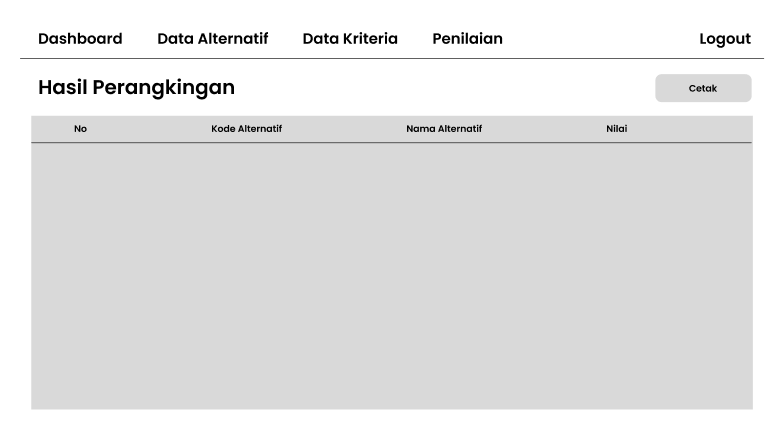 Dashboard Data Alternatif Data Kriteria Penilaian Logout
Hasil Perangkingan Cetak
No Kode Alternatif Nama Alternatif Nilai